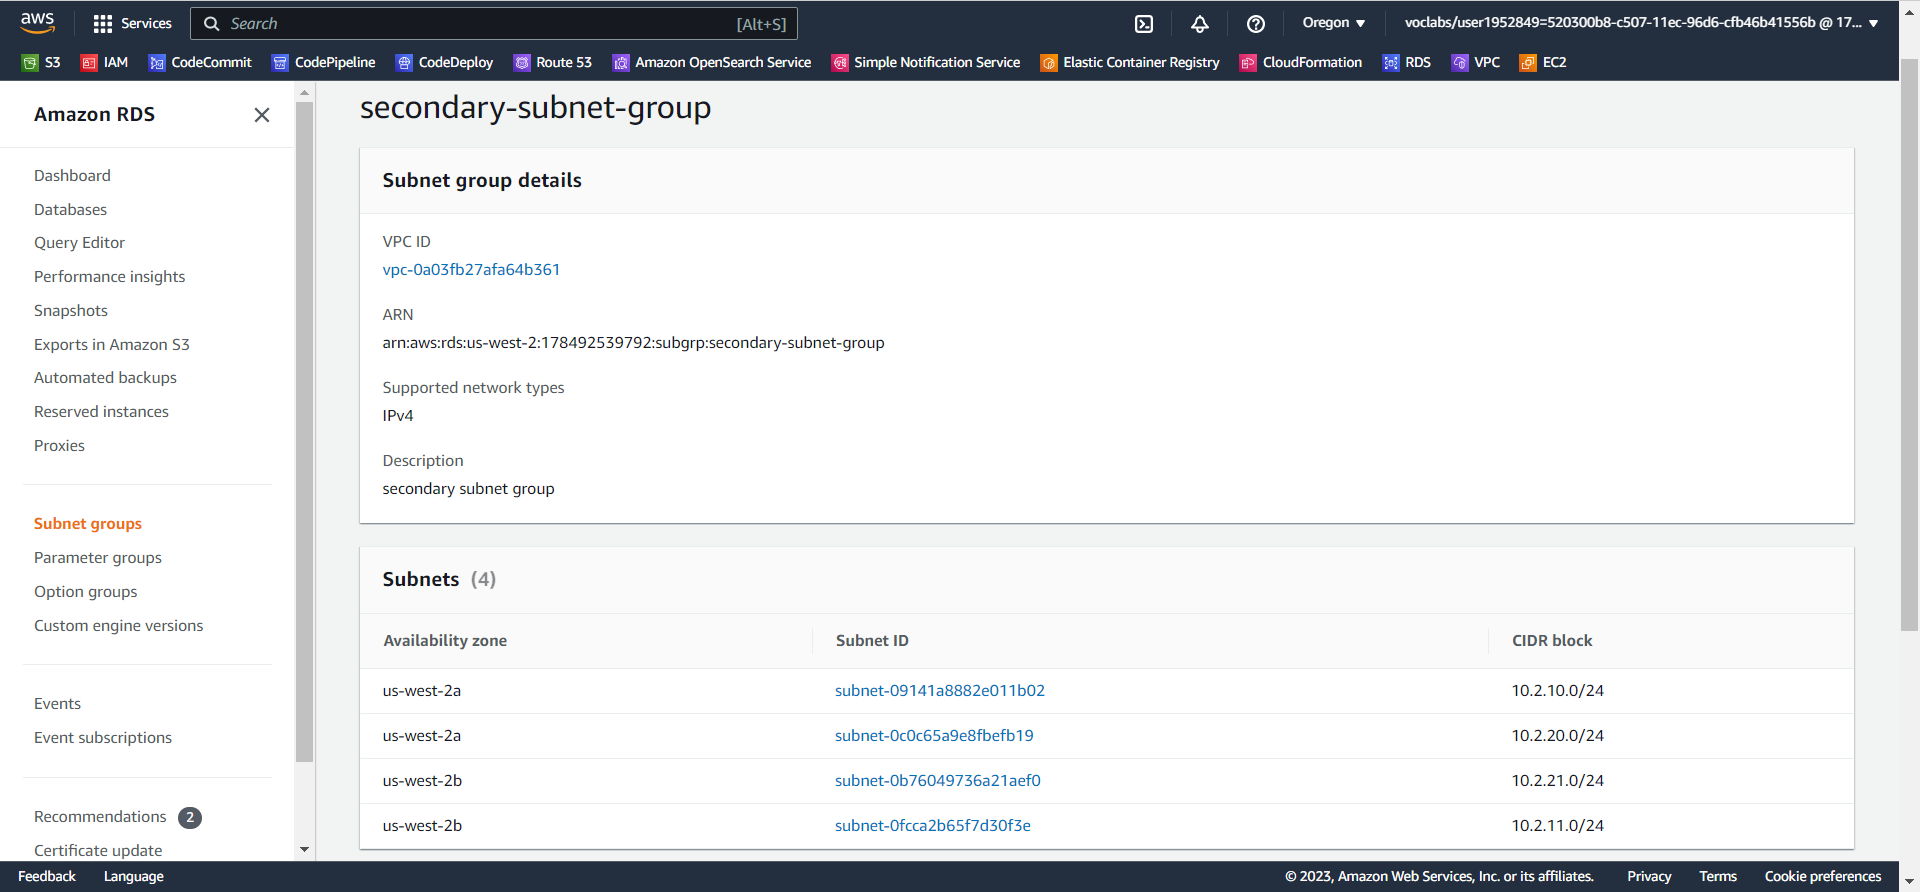 aws Services Search [Alt+S] Oregon voclabs/user1952849=520300b8-c507-11ec-96d6-cfb46b41556b @ 17...
S3 IAM CodeCommit CodePipeline CodeDeploy Route 53 Amazon OpenSearch Service Simple Notification Service Elastic Container Registry CloudFormation RDS VPC EC2
Amazon RDS
Dashboard
Databases
Query Editor
Performance insights
Snapshots
Exports in Amazon S3
Automated backups
Reserved instances
Proxies
Subnet groups
Parameter groups
Option groups
Custom engine versions
Events
Event subscriptions
Recommendations 2
Certificate update
secondary-subnet-group
Subnet group details
VPC ID
vpc-0a03fb27afa64b361
ARN
arn:aws:rds:us-west-2:178492539792:subgrp:secondary-subnet-group
Supported network types
IPv4
Description
secondary subnet group
Subnets (4)
Availability zone Subnet ID CIDR block
us-west-2a subnet-09141a8882e011b02 10.2.10.0/24
us-west-2a subnet-0c0c65a9e8fbefb19 10.2.20.0/24
us-west-2b subnet-0b76049736a21aef0 10.2.21.0/24
us-west-2b subnet-0fcca2b65f7d30f3e 10.2.11.0/24
Feedback Language © 2023, Amazon Web Services, Inc. or its affiliates. Privacy Terms Cookie preferences